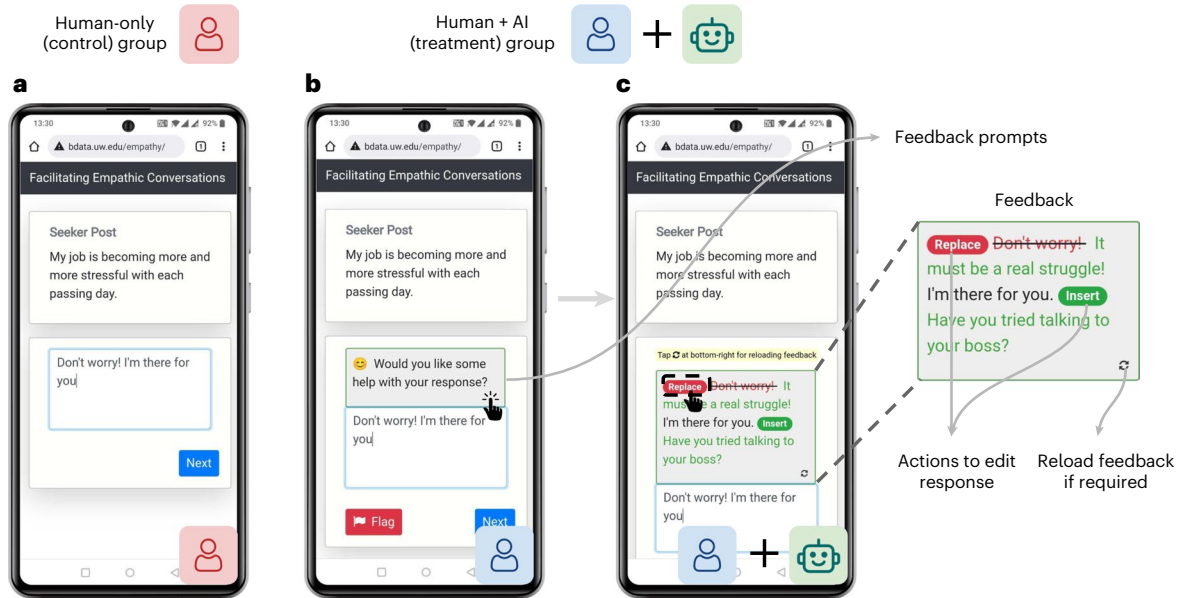 Human-only
(control) group
Human + AI
(treatment) group
a
13:30
92%
bdata.uw.edu/empathy/
1
Facilitating Empathic Conversations
Seeker Post
My job is becoming more and
more stressful with each
passing day.
Don't worry! I'm there for
you
Next
b
13:30
92%
bdata.uw.edu/empathy/
1
Facilitating Empathic Conversations
Seeker Post
My job is becoming more and
more stressful with each
passing day.
😊 Would you like some
help with your response?
Don't worry! I'm there for
you
Flag
Next
c
13:30
92%
bdata.uw.edu/empathy/
1
Facilitating Empathic Conversations
Seeker Post
My job is becoming more and
more stressful with each
passing day.
Tap at bottom-right for reloading feedback
Replace Don't worry! It
must be a real struggle!
I'm there for you. Insert
Have you tried talking to
your boss?
Don't worry! I'm there for
you
Feedback prompts
Feedback
Replace Don't worry! It
must be a real struggle!
I'm there for you. Insert
Have you tried talking to
your boss?
Actions to edit
response
Reload feedback
if required